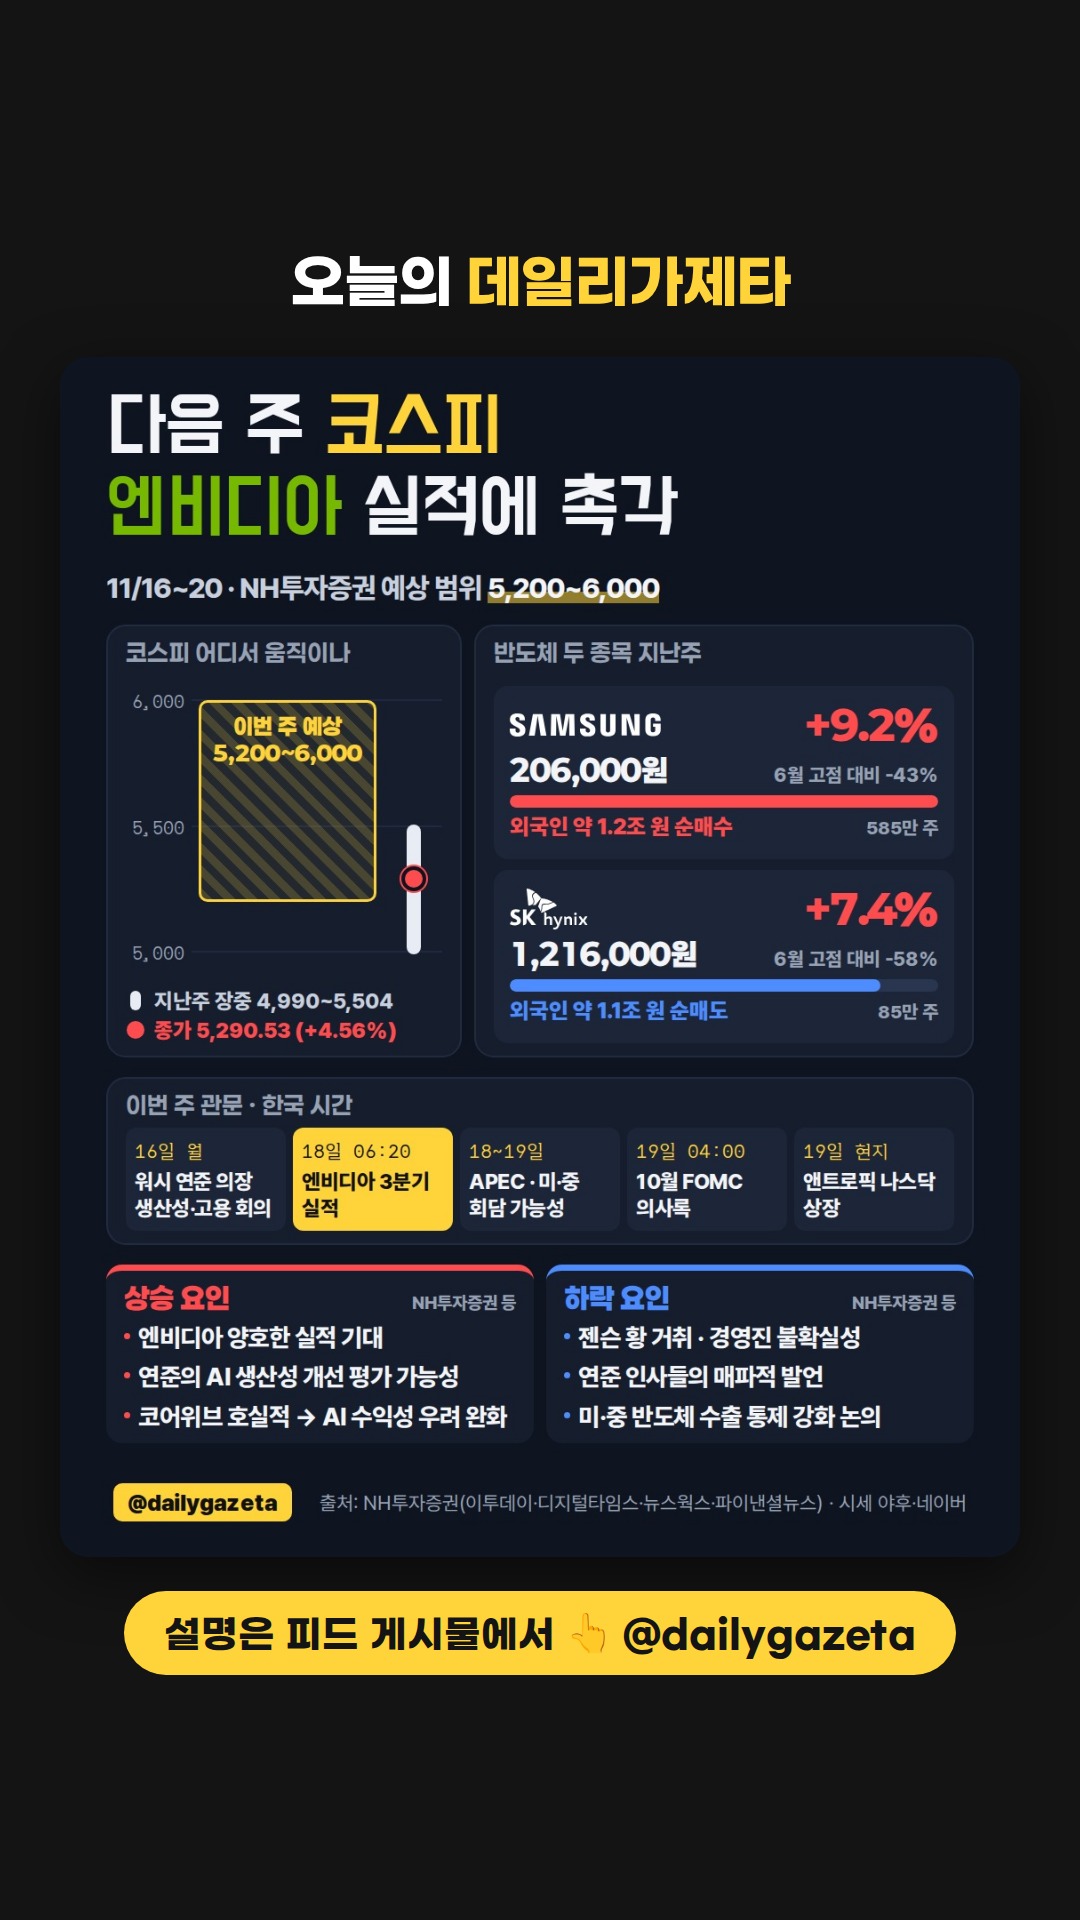 오늘의 데일리가제타
다음 주 코스피
엔비디아 실적에 촉각
11/16~20 · NH투자증권 예상 범위 5,200~6,000
코스피 어디서 움직이나
6,000
이번 주 예상
5,200~6,000
5,500
5,000
지난주 장중 4,990~5,504
종가 5,290.53 (+4.56%)
반도체 두 종목 지난주
SAMSUNG
+9.2%
206,000원
6월 고점 대비 -43%
외국인 약 1.2조 원 순매수
585만 주
SK hynix
+7.4%
1,216,000원
6월 고점 대비 -58%
외국인 약 1.1조 원 순매도
85만 주
이번 주 관문 · 한국 시간
16일 월
워시 연준 의장
생산성·고용 회의
18일 06:20
엔비디아 3분기
실적
18~19일
APEC · 미·중
회담 가능성
19일 04:00
10월 FOMC
의사록
19일 현지
앤트로픽 나스닥
상장
상승 요인
NH투자증권 등
• 엔비디아 양호한 실적 기대
• 연준의 AI 생산성 개선 평가 가능성
• 코어위브 호실적 → AI 수익성 우려 완화
하락 요인
NH투자증권 등
• 젠슨 황 거취 · 경영진 불확실성
• 연준 인사들의 매파적 발언
• 미·중 반도체 수출 통제 강화 논의
@dailygazeta
출처: NH투자증권(이투데이·디지털타임스·뉴스웍스·파이낸셜뉴스) · 시세 야후·네이버
설명은 피드 게시물에서 👆 @dailygazeta